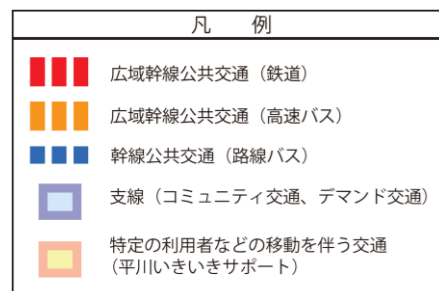 凡　例
広域幹線公共交通（鉄道）
広域幹線公共交通（高速バス）
幹線公共交通（路線バス）
支線（コミュニティ交通、デマンド交通）
特定の利用者などの移動を伴う交通
（平川いきいきサポート）